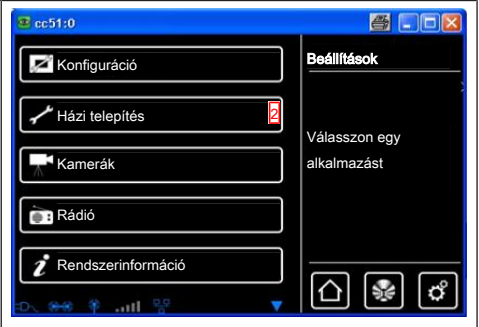 cc51:0
Konfiguráció
Házi telepítés
2
Kamerák
Rádió
Rendszerinformáció
Beállítások
Válasszon egy
alkalmazást